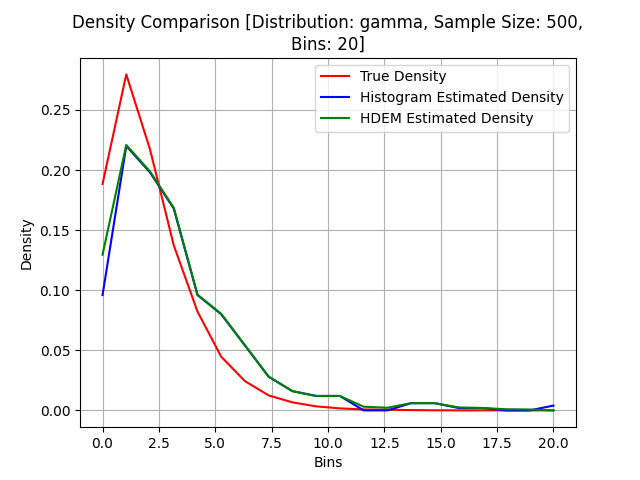 Density Comparison [Distribution: gamma, Sample Size: 500,
Bins: 20]
True Density
Histogram Estimated Density
HDEM Estimated Density
Density
0.25
0.20
0.15
0.10
0.05
0.00
0.0 2.5 5.0 7.5 10.0 12.5 15.0 17.5 20.0
Bins